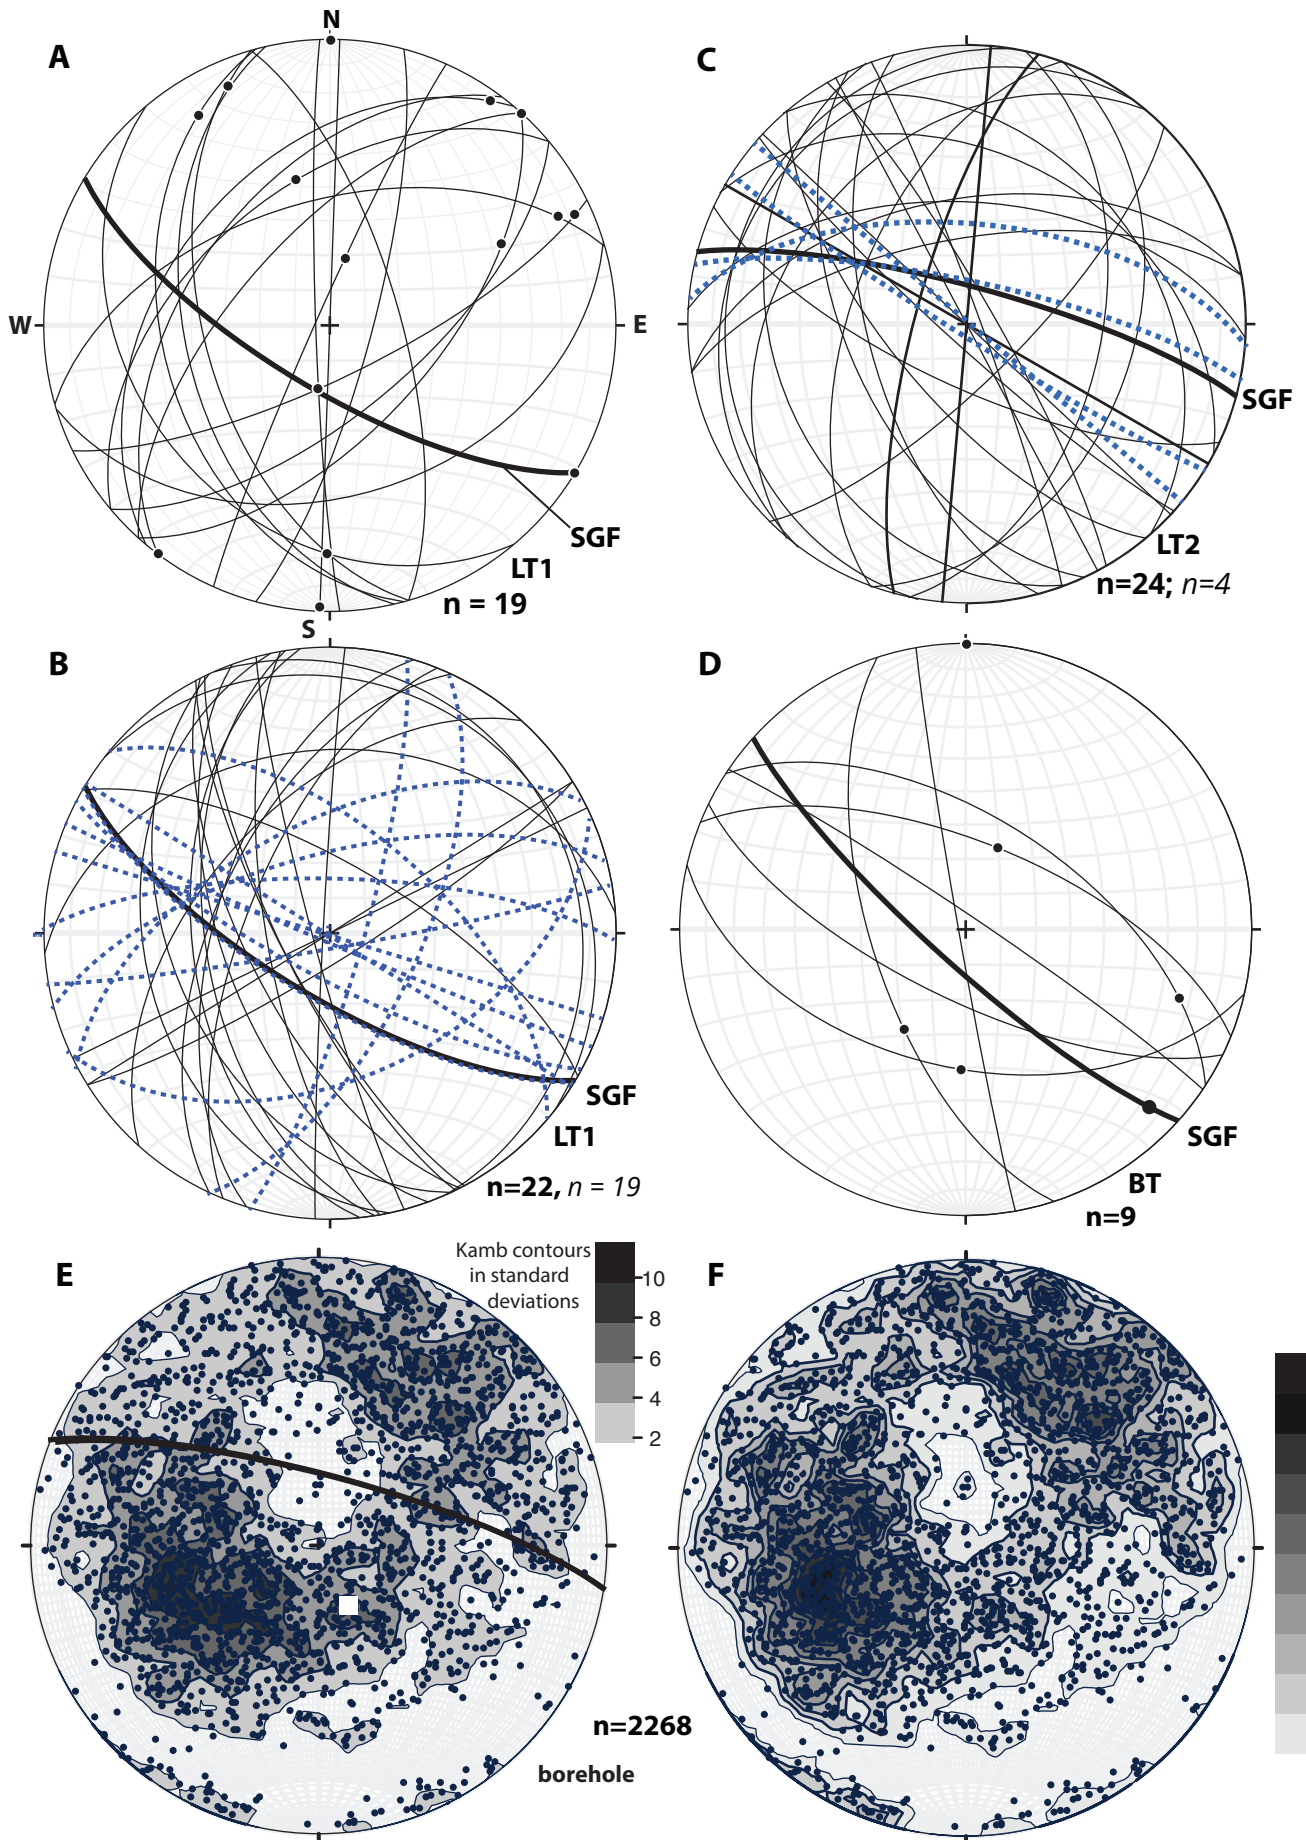 A
N
W
E
S
SGF
LT1
n = 19
C
SGF
LT2
n=24; n=4
B
SGF
LT1
n=22, n = 19
D
SGF
BT
n=9
E
Kamb contours
in standard
deviations
10
8
6
4
2
n=2268
borehole
F